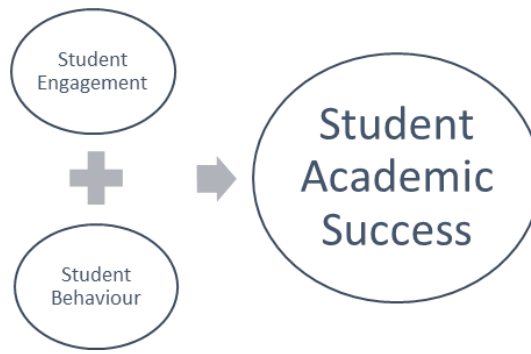 Student
Engagement
Student
Behaviour
Student
Academic
Success